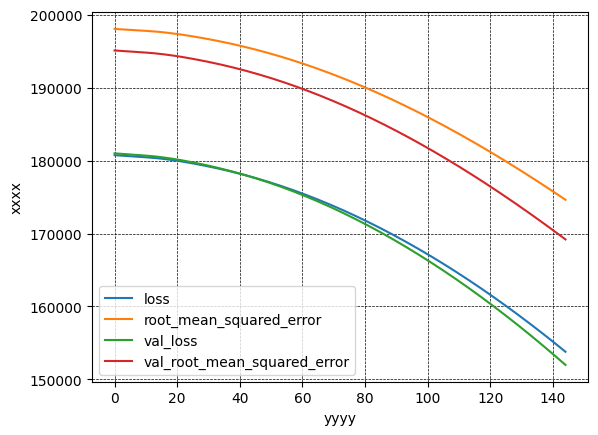 200000
190000
180000
170000
160000
150000
xxxx
loss
root_mean_squared_error
val_loss
val_root_mean_squared_error
0 20 40 60 80 100 120 140
yyyy